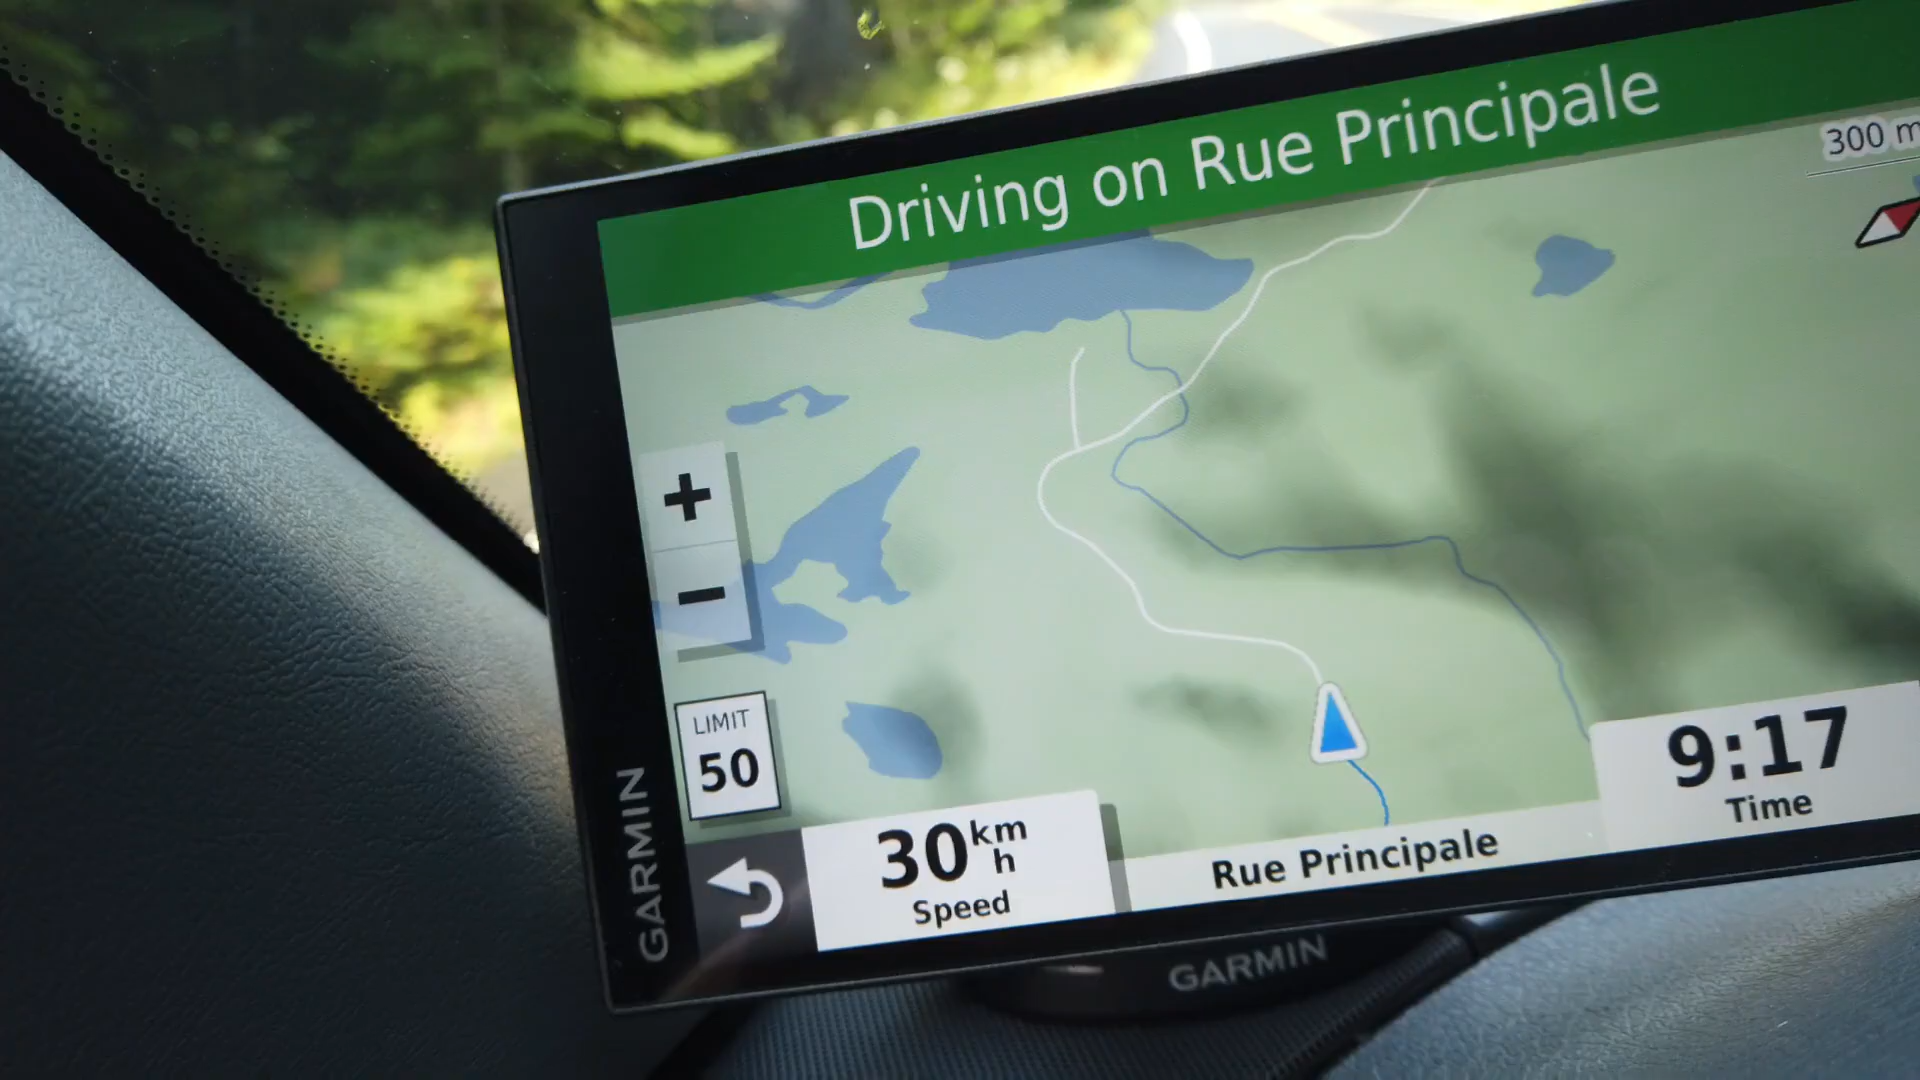 Driving on Rue Principale
300 m
+
-
LIMIT
50
30 km
h
Speed
Rue Principale
9:17
Time
GARMIN
GARMIN